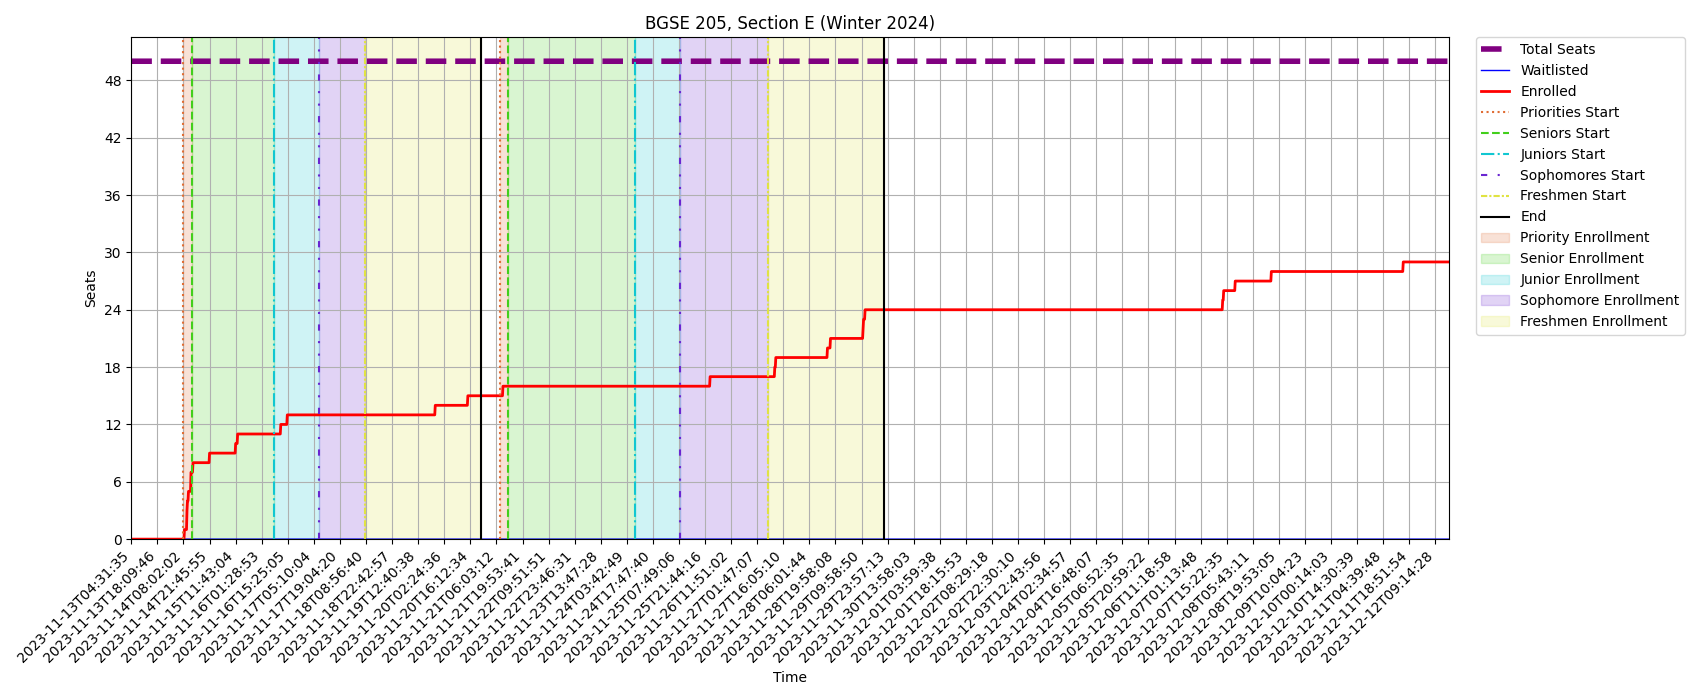 BGSE 205, Section E (Winter 2024)
Seats
48
42
36
30
24
18
12
6
0
2023-11-13T04:31:35
2023-11-13T18:09:46
2023-11-14T08:02:02
2023-11-14T21:45:55
2023-11-15T11:43:04
2023-11-16T01:28:53
2023-11-16T15:25:05
2023-11-17T05:10:04
2023-11-17T19:04:20
2023-11-18T08:56:40
2023-11-18T22:42:57
2023-11-19T12:40:38
2023-11-20T02:24:36
2023-11-20T16:12:34
2023-11-21T06:03:12
2023-11-21T19:53:41
2023-11-22T09:51:51
2023-11-22T23:46:31
2023-11-23T13:47:28
2023-11-24T03:42:49
2023-11-24T17:47:40
2023-11-25T07:49:06
2023-11-25T21:44:16
2023-11-26T11:51:02
2023-11-27T01:47:07
2023-11-27T16:05:10
2023-11-28T06:01:44
2023-11-28T19:58:08
2023-11-29T09:58:50
2023-11-29T23:57:13
2023-11-30T13:58:03
2023-12-01T03:59:38
2023-12-01T18:15:53
2023-12-02T08:29:18
2023-12-02T22:30:10
2023-12-03T12:43:56
2023-12-04T02:34:57
2023-12-04T16:48:07
2023-12-05T06:52:35
2023-12-05T20:59:22
2023-12-06T11:18:58
2023-12-07T01:13:48
2023-12-07T15:22:35
2023-12-08T05:43:11
2023-12-08T19:53:05
2023-12-09T10:04:23
2023-12-10T00:14:03
2023-12-10T14:30:39
2023-12-11T04:39:48
2023-12-11T18:51:54
2023-12-12T09:14:28
Time
Total Seats
Waitlisted
Enrolled
Priorities Start
Seniors Start
Juniors Start
Sophomores Start
Freshmen Start
End
Priority Enrollment
Senior Enrollment
Junior Enrollment
Sophomore Enrollment
Freshmen Enrollment